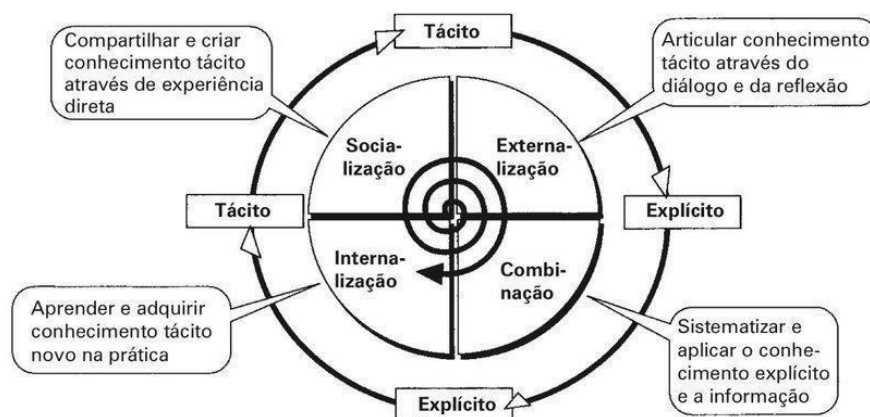 Tácito
Compartilhar e criar
conhecimento tácito
através de experiência
direta
Articular conhecimento
tácito através do
diálogo e da reflexão
Socia-
lização
Externa-
lização
Tácito
Explícito
Interna-
lização
Combi-
nação
Aprender e adquirir
conhecimento tácito
novo na prática
Sistematizar e
aplicar o conhe-
cimento explícito
e a informação
Explícito